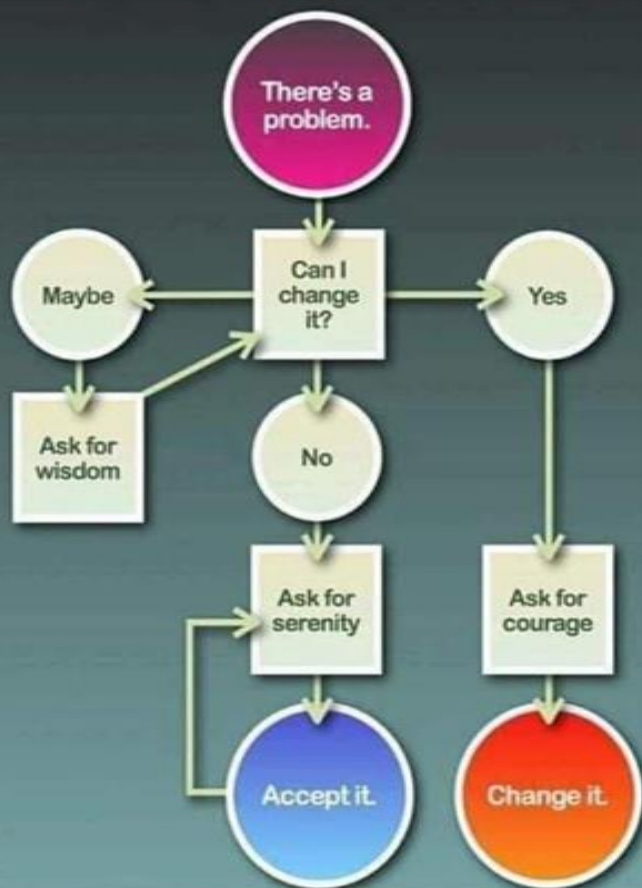 There's a
problem.
Can I
change
it?
Maybe
Yes
Ask for
wisdom
No
Ask for
serenity
Ask for
courage
Accept it.
Change it.